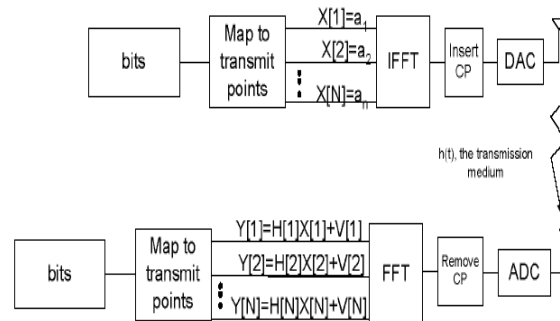 X[1]=a1
X[2]=a2
X[N]=an
bits
Map to
transmit
points
IFFT
Insert
CP
DAC
h(t), the transmission
medium
Y[1]=H[1]X[1]+V[1]
Y[2]=H[2]X[2]+V[2]
Y[N]=H[N]X[N]+V[N]
bits
Map to
transmit
points
FFT
Remove
CP
ADC